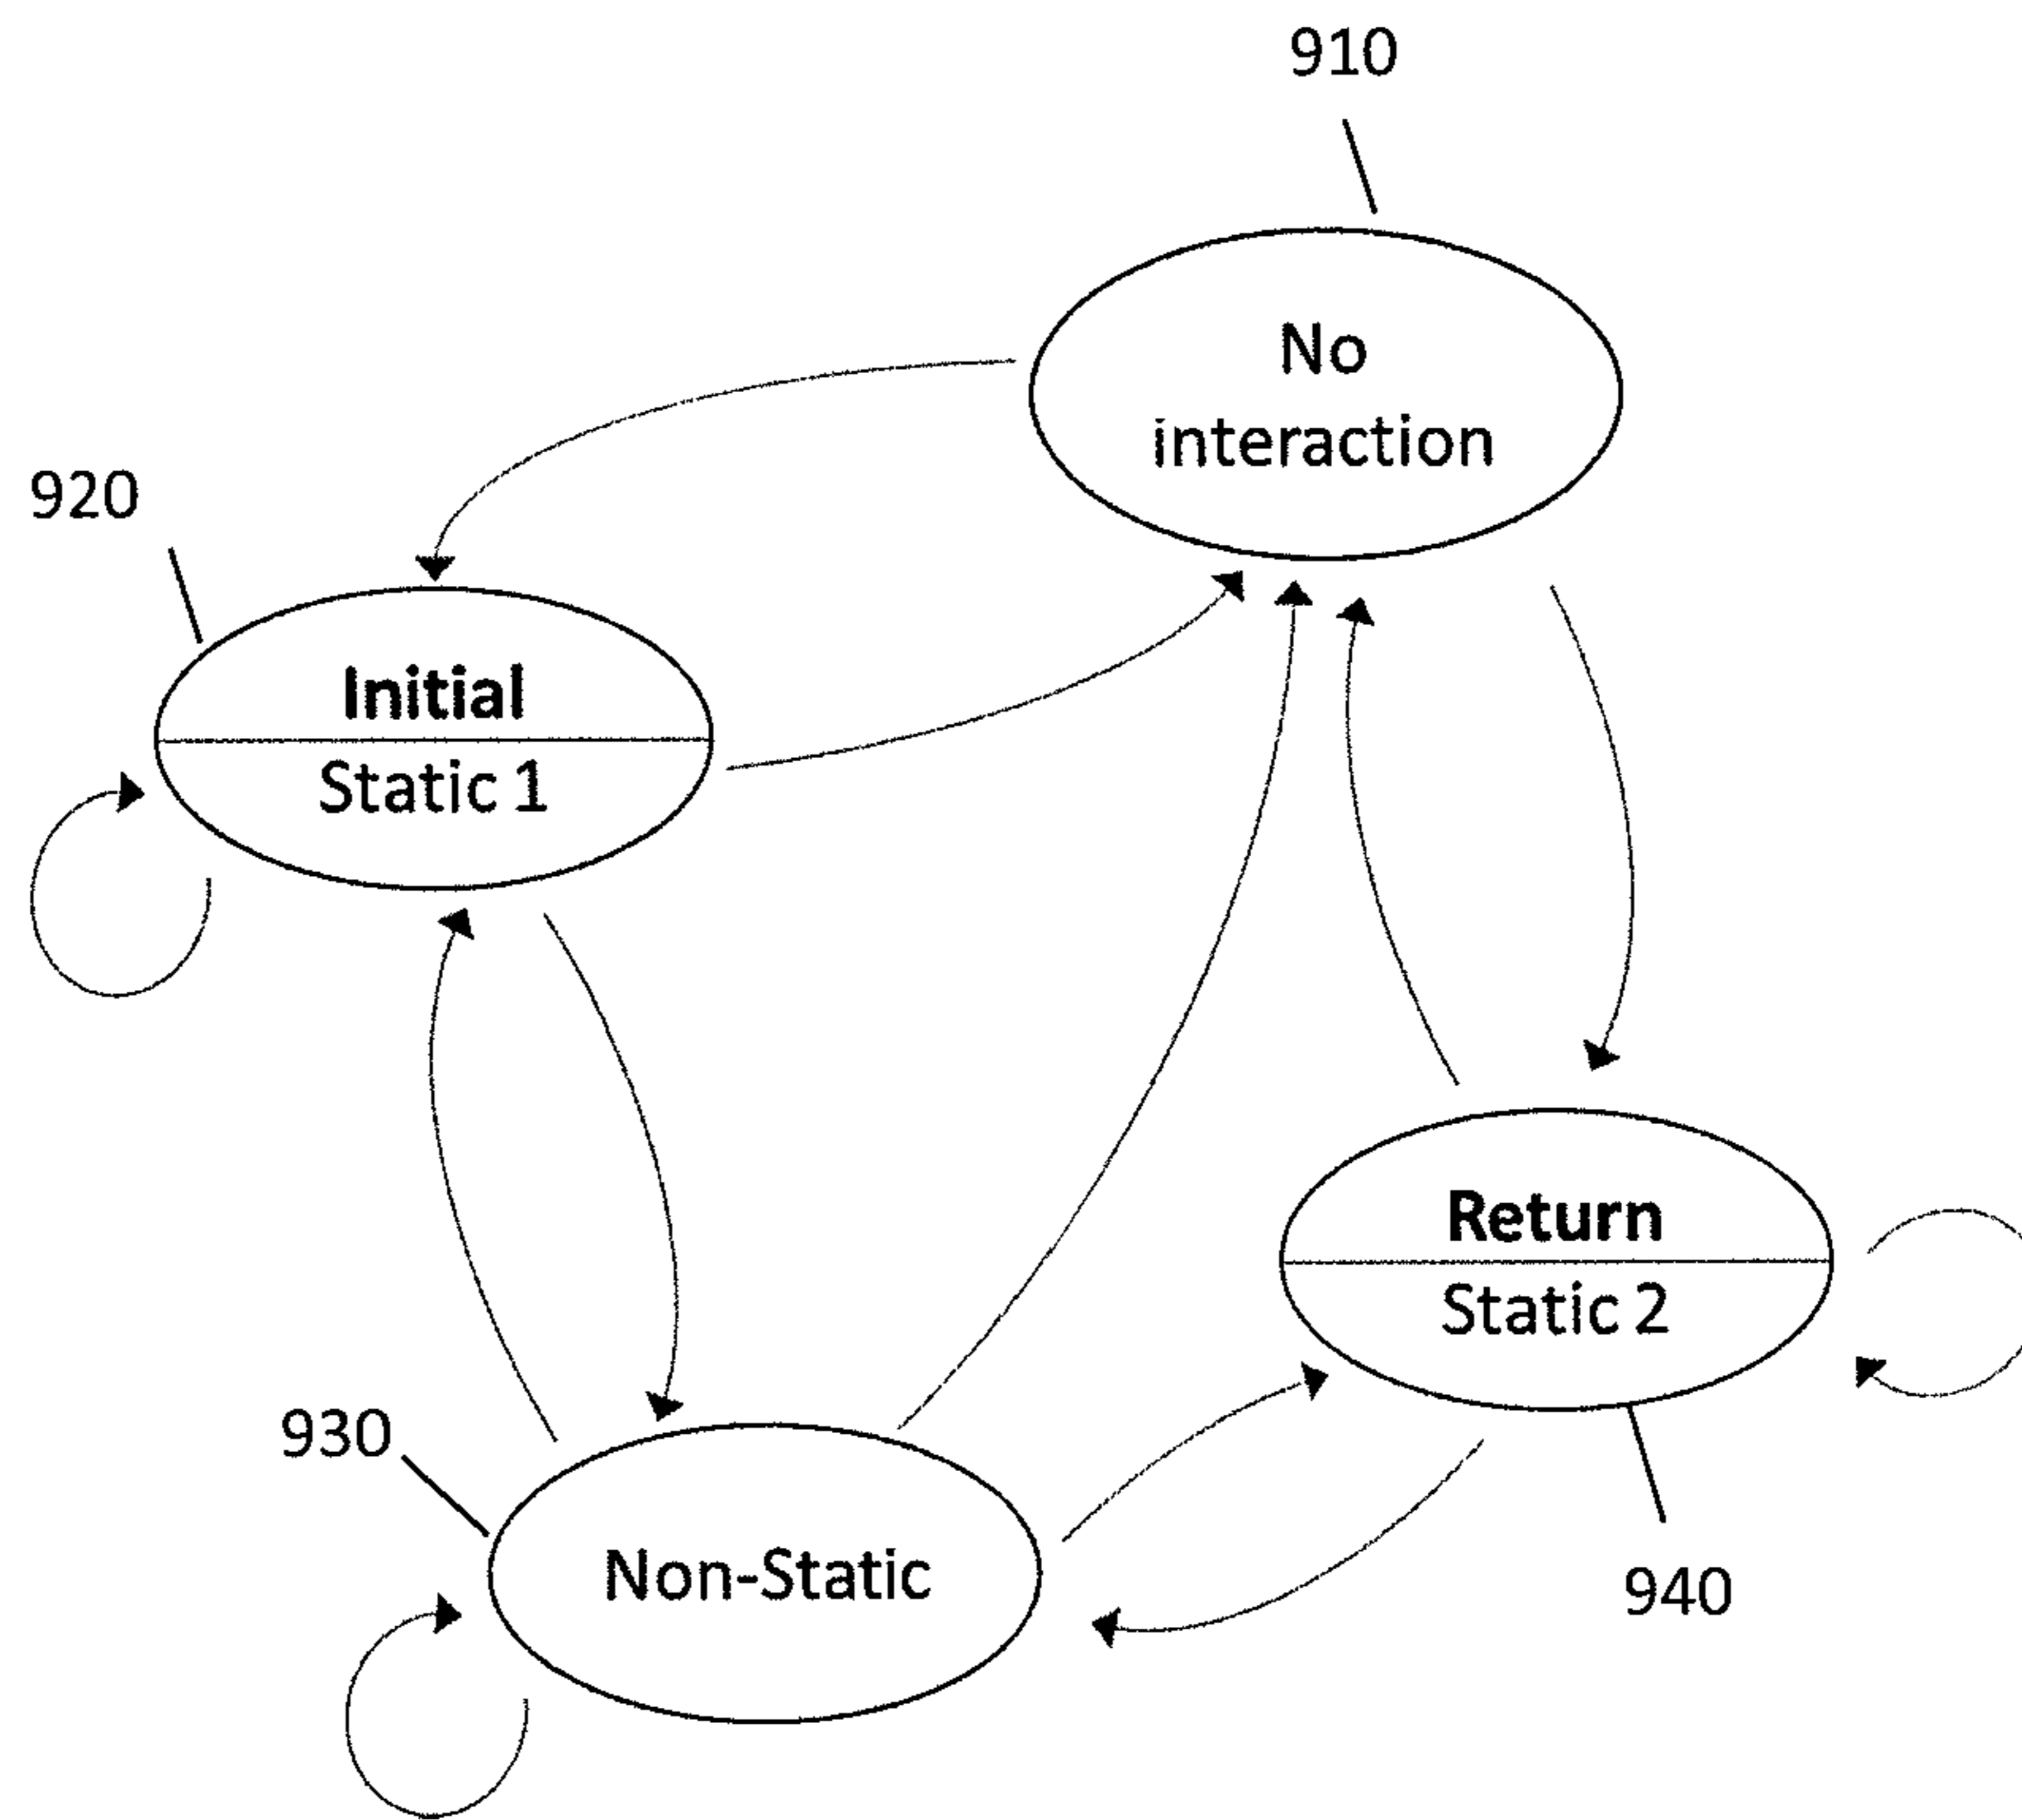 910
No
interaction
920
Initial
Static 1
Return
Static 2
930
Non-Static
940